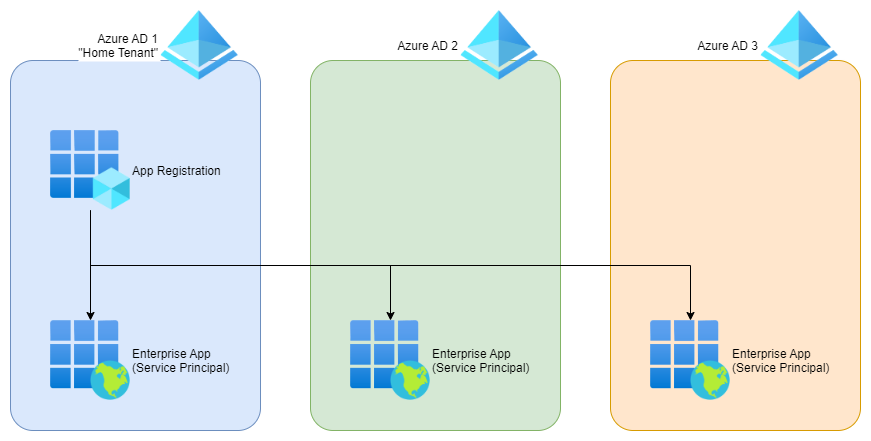 Azure AD 1
"Home Tenant"
Azure AD 2
Azure AD 3
App Registration
Enterprise App
(Service Principal)
Enterprise App
(Service Principal)
Enterprise App
(Service Principal)